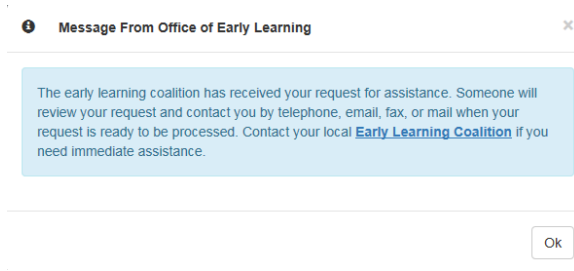 Message From Office of Early Learning
The early learning coalition has received your request for assistance. Someone will
review your request and contact you by telephone, email, fax, or mail when your
request is ready to be processed. Contact your local Early Learning Coalition if you
need immediate assistance.
Ok